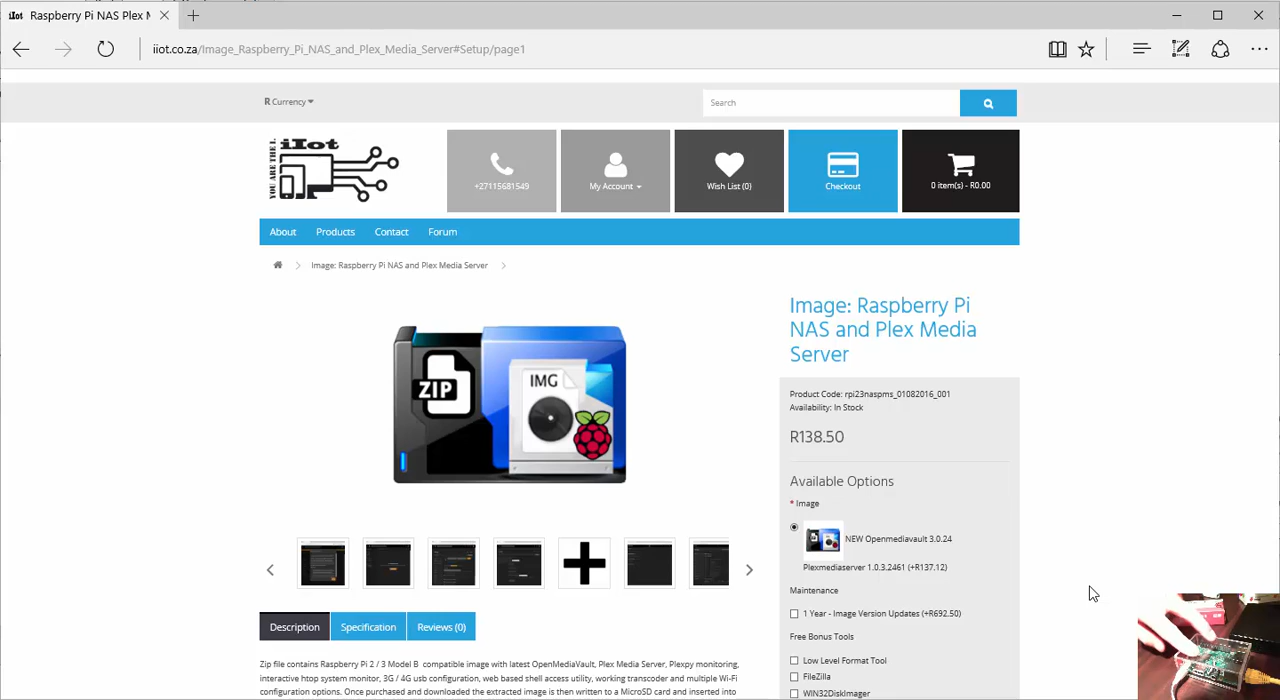 iIot Raspberry Pi NAS Plex M
iiot.co.za/Image_Raspberry_Pi_NAS_and_Plex_Media_Server#Setup/page1
R Currency
Search
YOU ARE THE I.
iIot
+27115681549
My Account
Wish List (0)
Checkout
0 item(s) - R0.00
About Products Contact Forum
Image: Raspberry Pi NAS and Plex Media Server
ZIP
IMG
Image: Raspberry Pi
NAS and Plex Media
Server
Product Code: rpi23naspms_01082016_001
Availability: In Stock
R138.50
Available Options
* Image
NEW Openmediavault 3.0.24
Plexmediaserver 1.0.3.2461 (+R137.12)
Maintenance
1 Year - Image Version Updates (+R692.50)
Free Bonus Tools
Low Level Format Tool
FileZilla
WIN32DiskImager
Description Specification Reviews (0)
Zip file contains Raspberry Pi 2 / 3 Model B compatible image with latest OpenMediaVault, Plex Media Server, Plexpy monitoring,
interactive htop system monitor, 3G / 4G usb configuration, web based shell access utility, working transcoder and multiple Wi-Fi
configuration options. Once purchased and downloaded the extracted image is then written to a MicroSD card and inserted into